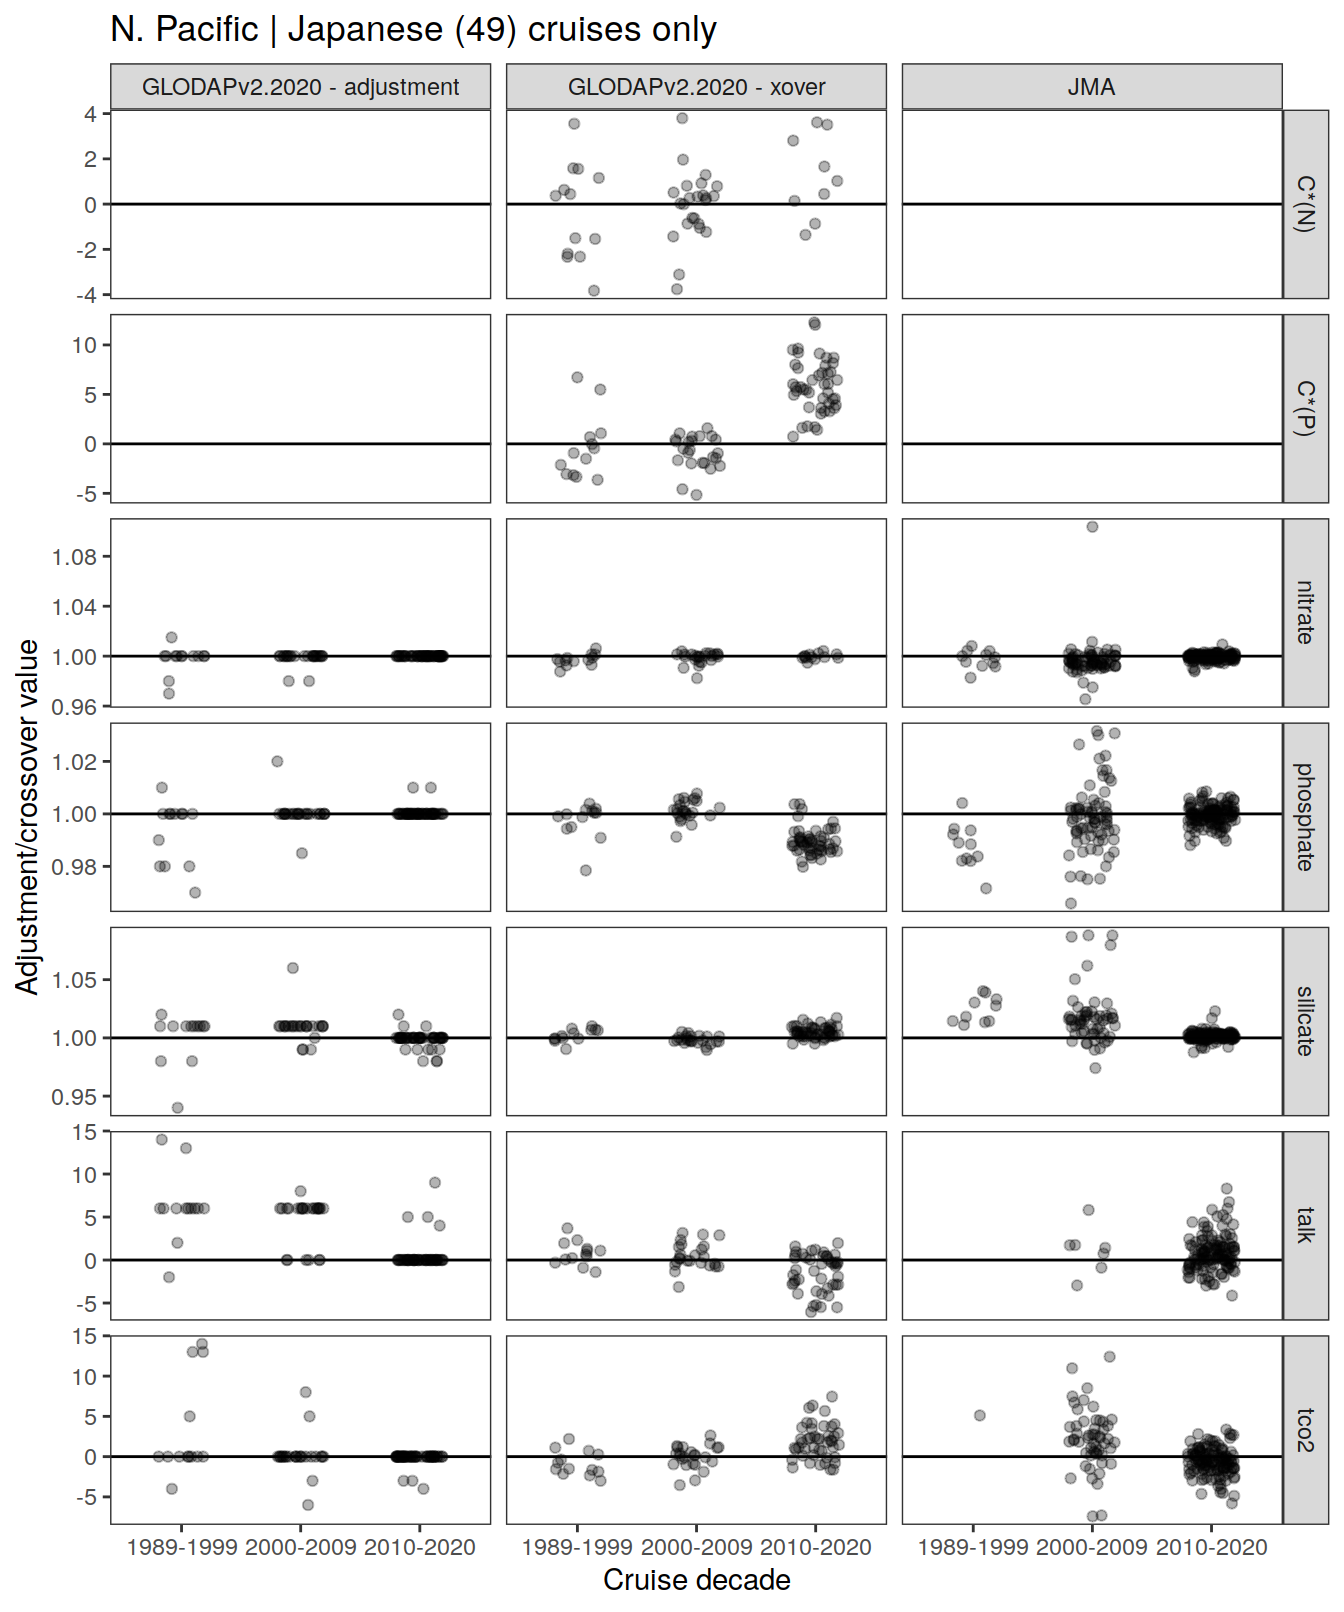 N. Pacific | Japanese (49) cruises only
GLODAPv2.2020 - adjustment
GLODAPv2.2020 - xover
JMA
4
2
0
-2
-4
C*(N)
10
5
0
-5
C*(P)
1.08
1.04
1.00
0.96
nitrate
1.02
1.00
0.98
phosphate
1.05
1.00
0.95
sillicate
15
10
5
0
-5
talk
15
10
5
0
-5
tco2
Adjustment/crossover value
1989-1999 2000-2009 2010-2020
1989-1999 2000-2009 2010-2020
1989-1999 2000-2009 2010-2020
Cruise decade